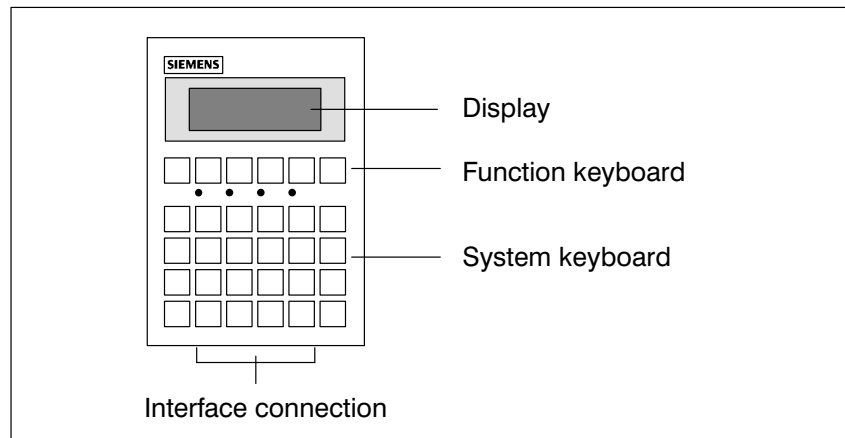 SIEMENS
Display
Function keyboard
System keyboard
Interface connection